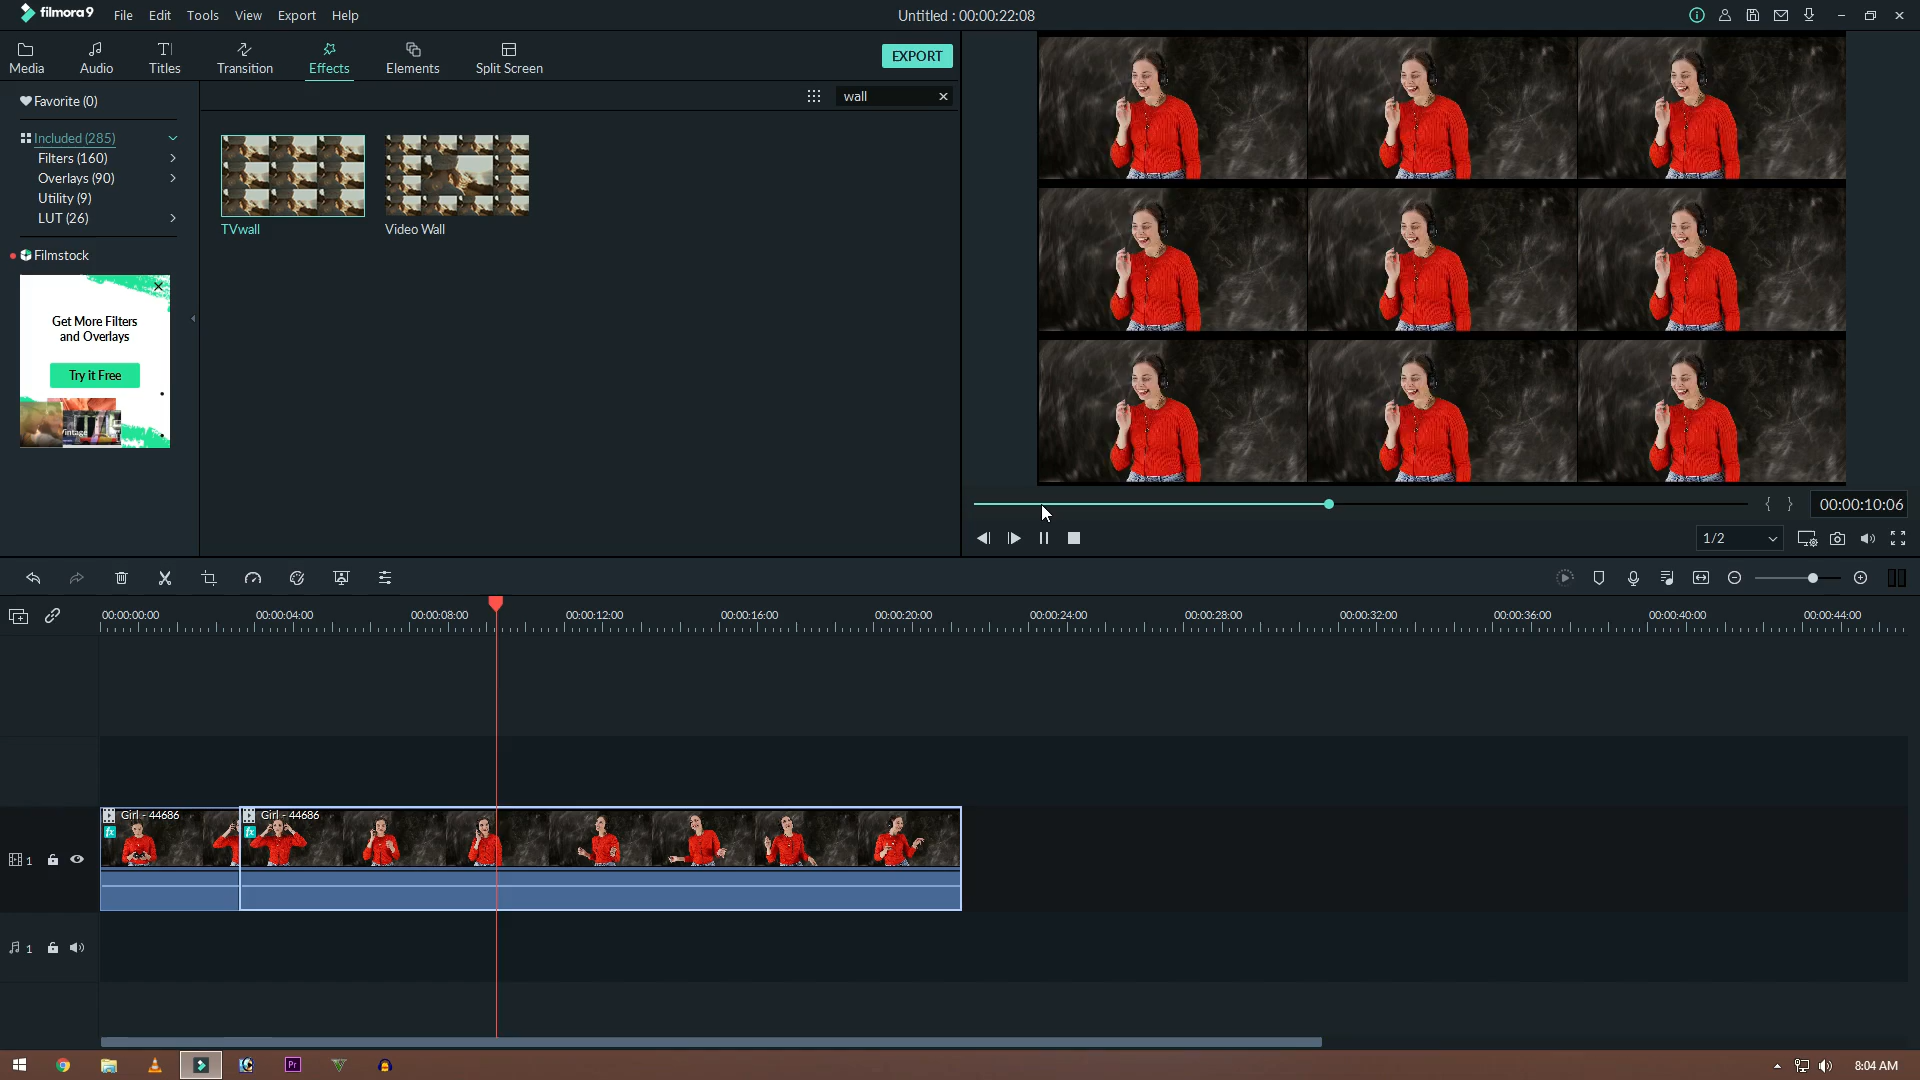 filmora9 File Edit Tools View Export Help Untitled : 00:00:22:08
Media Audio Titles Transition Effects Elements Split Screen EXPORT
Favorite (0)
wall
Included (285)
Filters (160)
Overlays (90)
Utility (9)
LUT (26)
Filmstock
Get More Filters
and Overlays
Try it Free
TVwall Video Wall
00:00:10:06
1/2
00:00:00:00 00:00:04:00 00:00:08:00 00:00:12:00 00:00:16:00 00:00:20:00 00:00:24:00 00:00:28:00 00:00:32:00 00:00:36:00 00:00:40:00 00:00:44:00
Girl - 44686 Girl - 44686
fx fx
1
1
Pr
8:04 AM